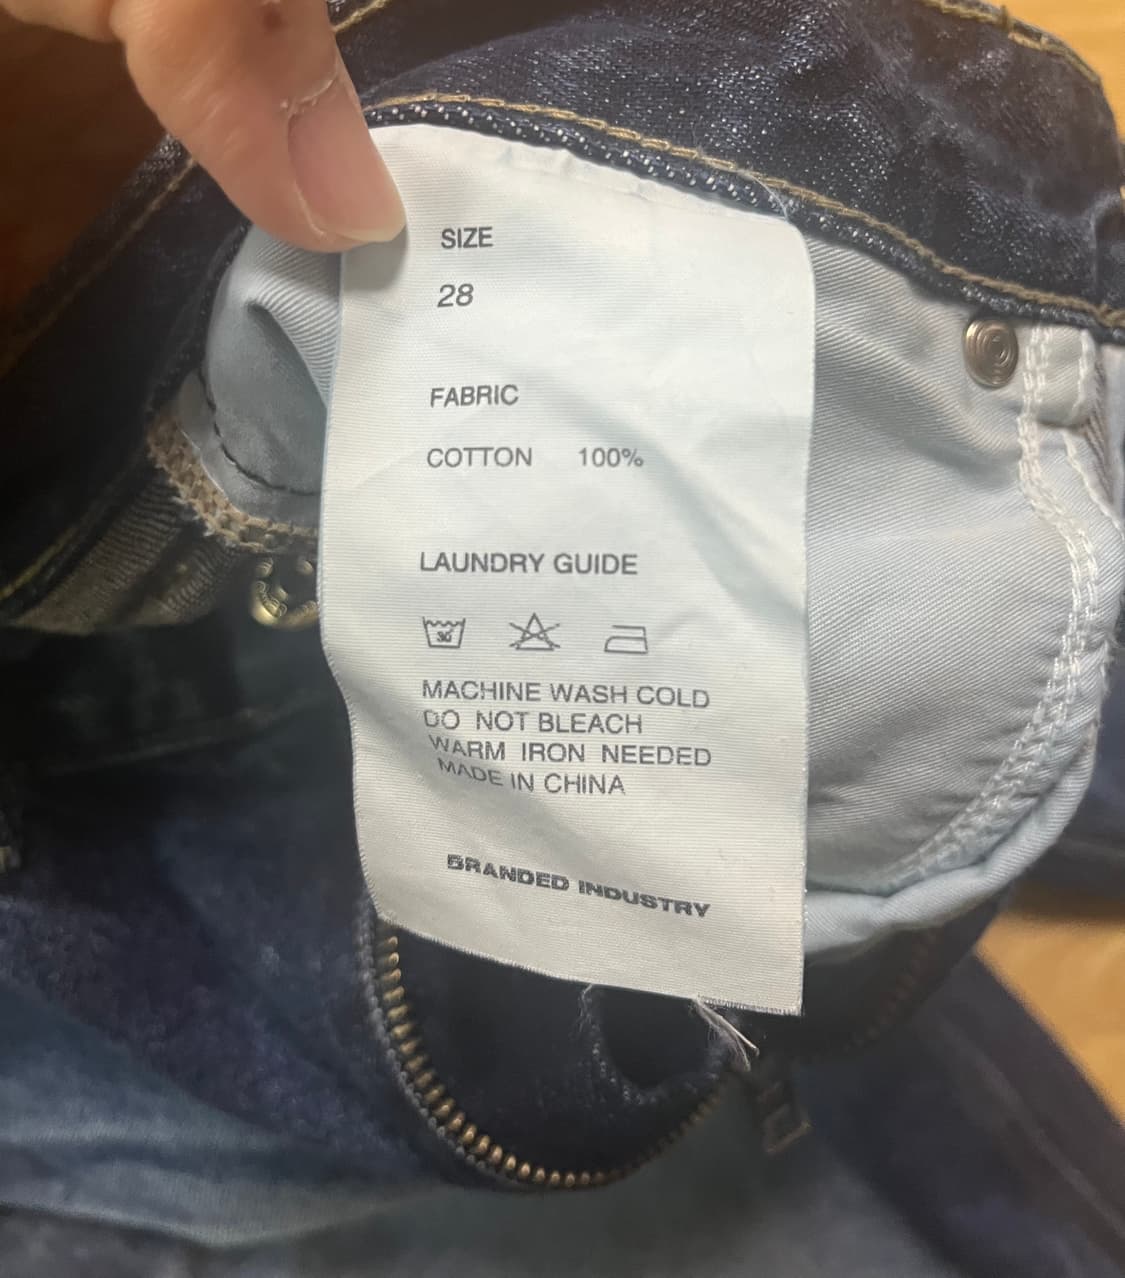 SIZE
28
FABRIC
COTTON 100%
LAUNDRY GUIDE
30
MACHINE WASH COLD
DO NOT BLEACH
WARM IRON NEEDED
MADE IN CHINA
BRANDED INDUSTRY